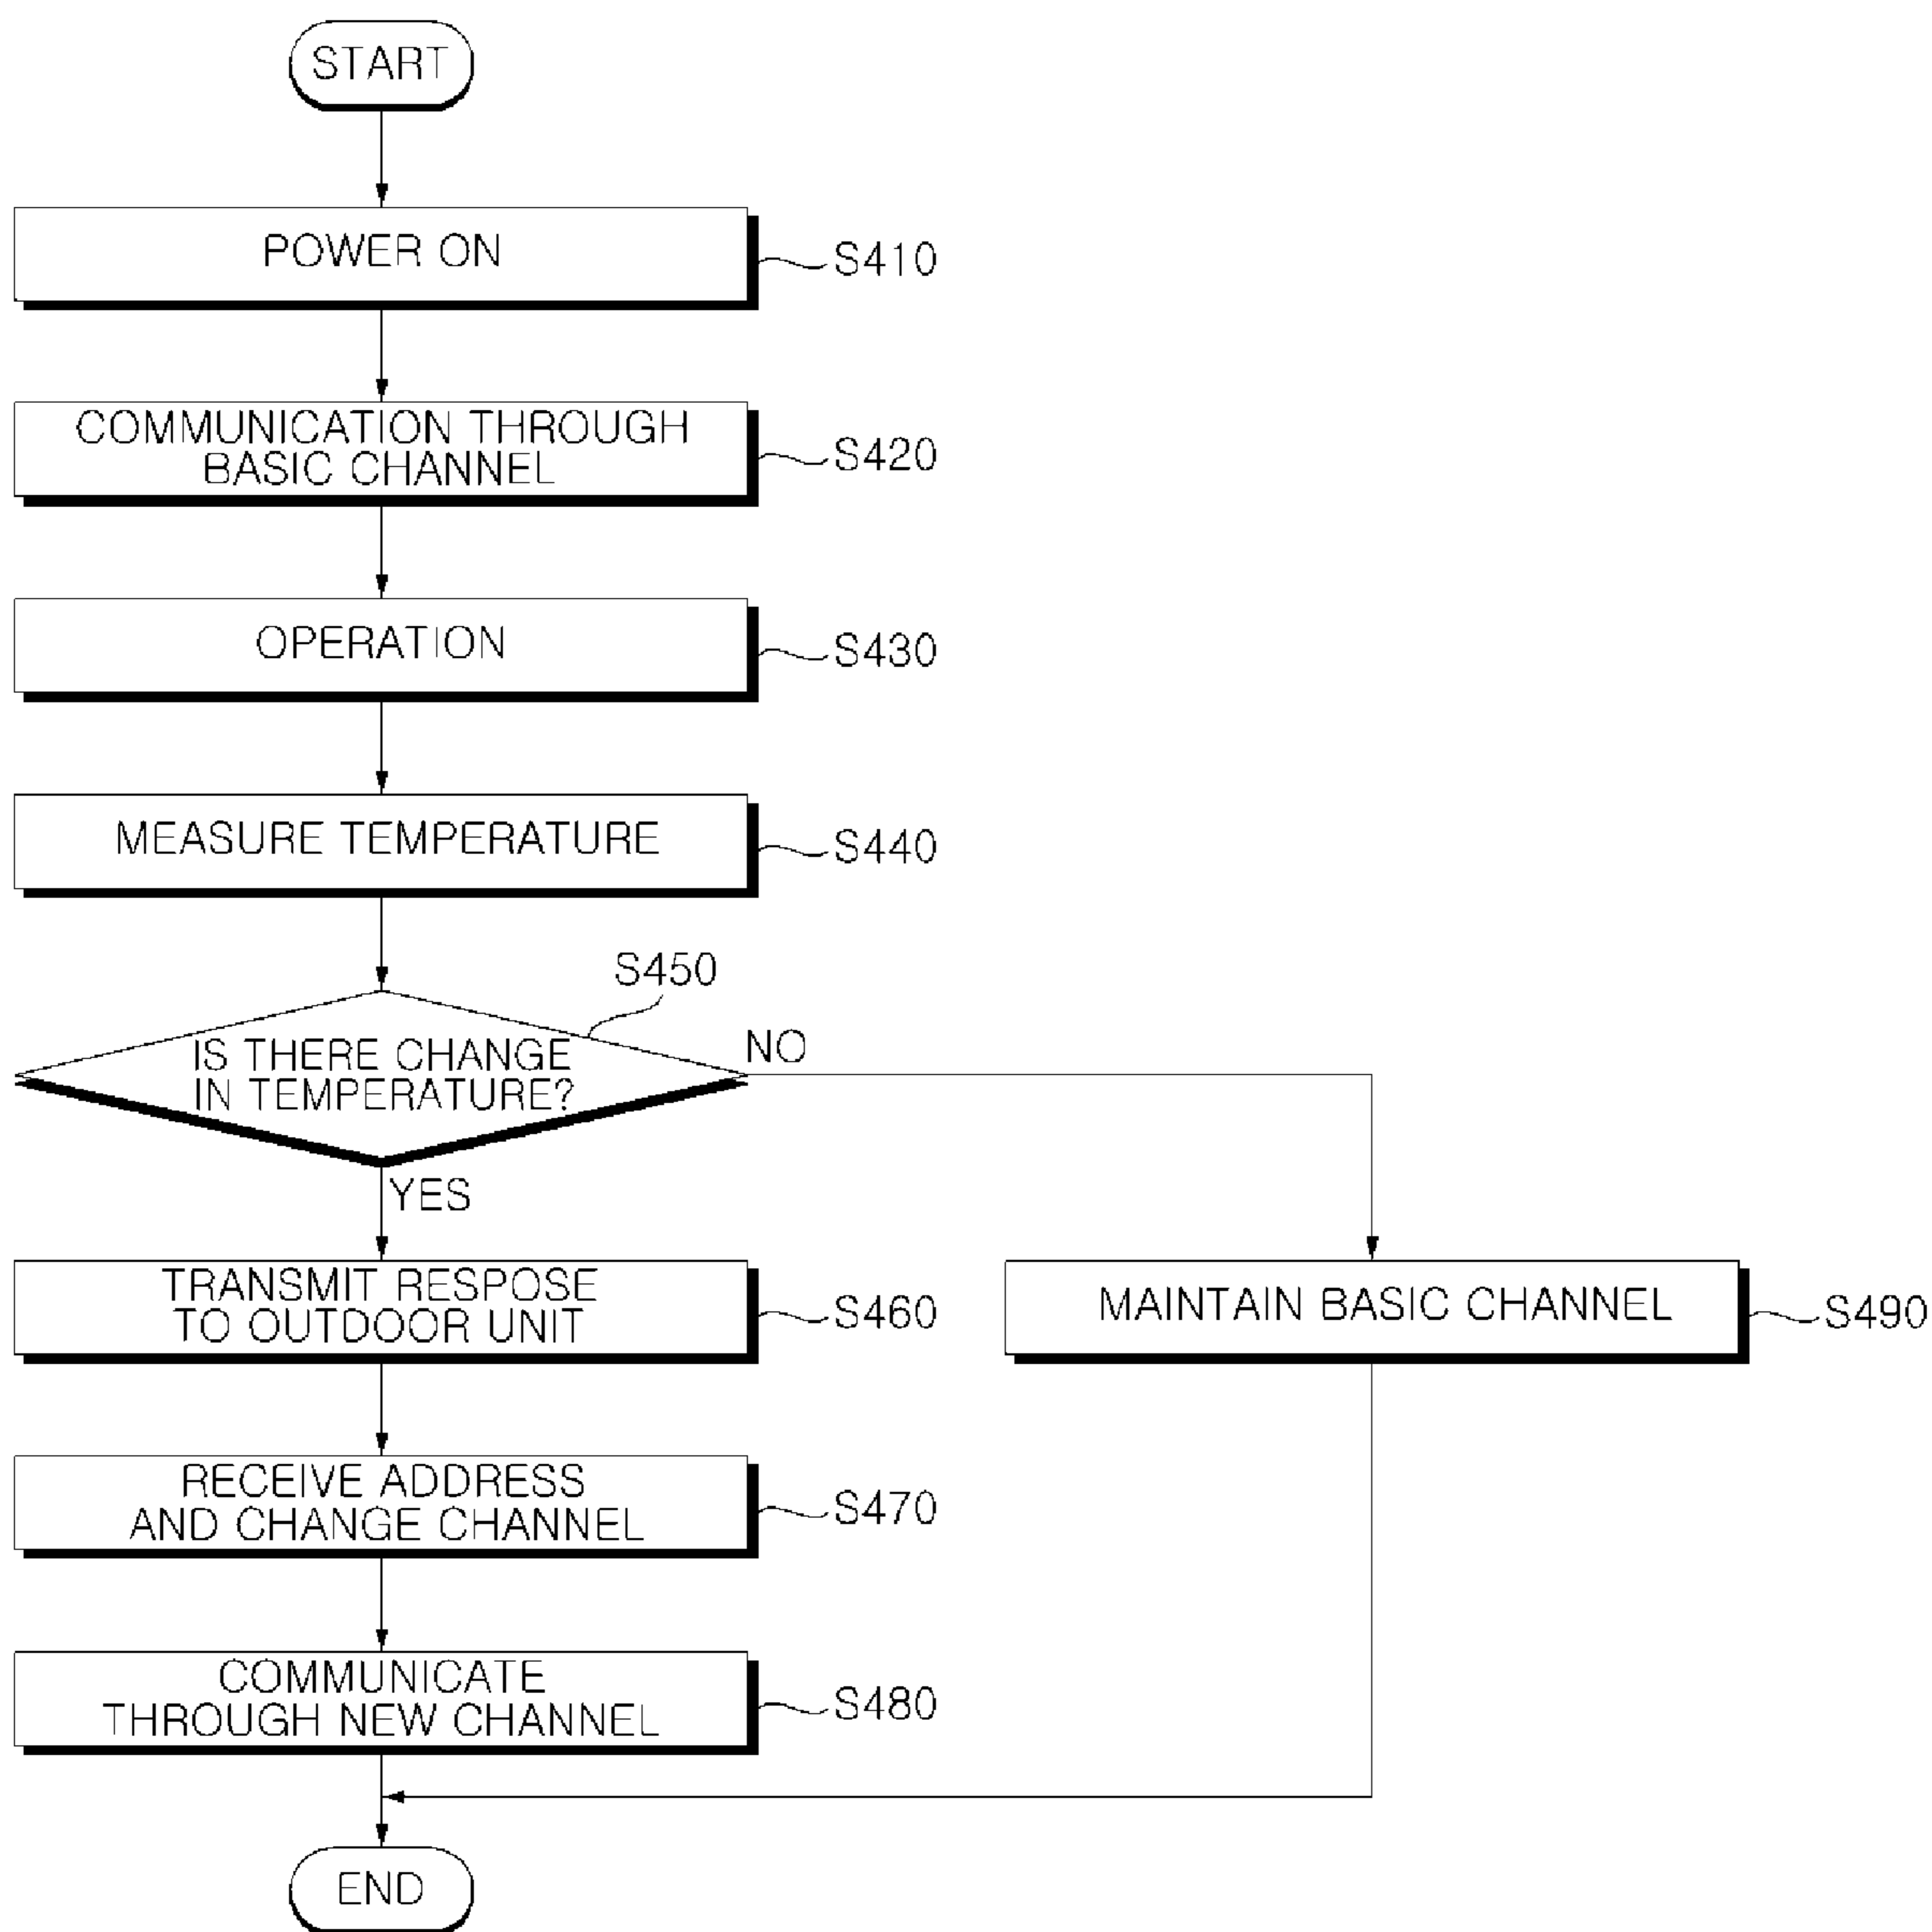 START
POWER ON
S410
COMMUNICATION THROUGH
BASIC CHANNEL
S420
OPERATION
S430
MEASURE TEMPERATURE
S440
S450
IS THERE CHANGE
IN TEMPERATURE?
NO
YES
TRANSMIT RESPOSE
TO OUTDOOR UNIT
S460
MAINTAIN BASIC CHANNEL
S490
RECEIVE ADDRESS
AND CHANGE CHANNEL
S470
COMMUNICATE
THROUGH NEW CHANNEL
S480
END